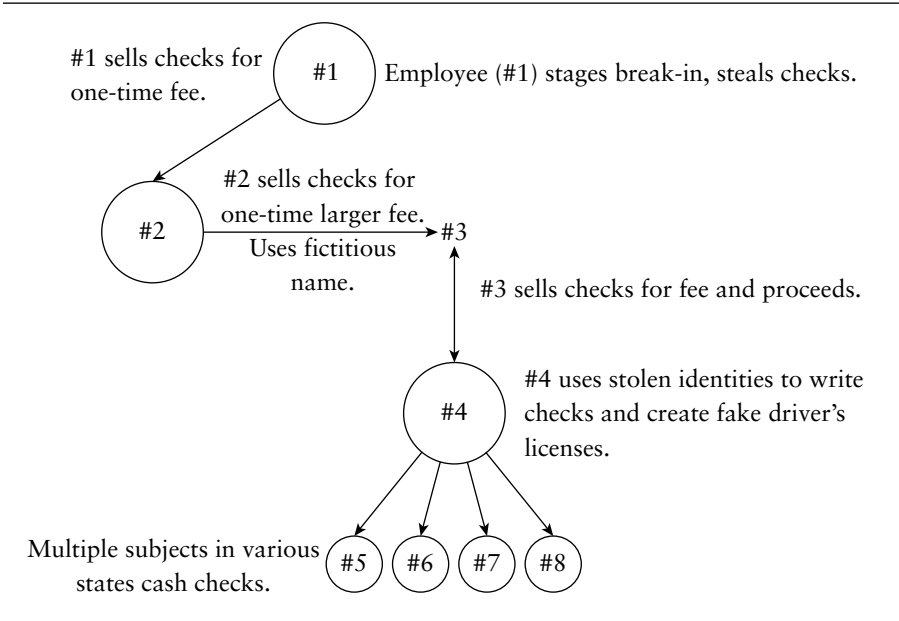 #1 sells checks for
one-time fee.
#1
Employee (#1) stages break-in, steals checks.
#2
#2 sells checks for
one-time larger fee.
Uses fictitious
name.
#3
#3 sells checks for fee and proceeds.
#4
#4 uses stolen identities to write
checks and create fake driver’s
licenses.
Multiple subjects in various
states cash checks.
#5
#6
#7
#8